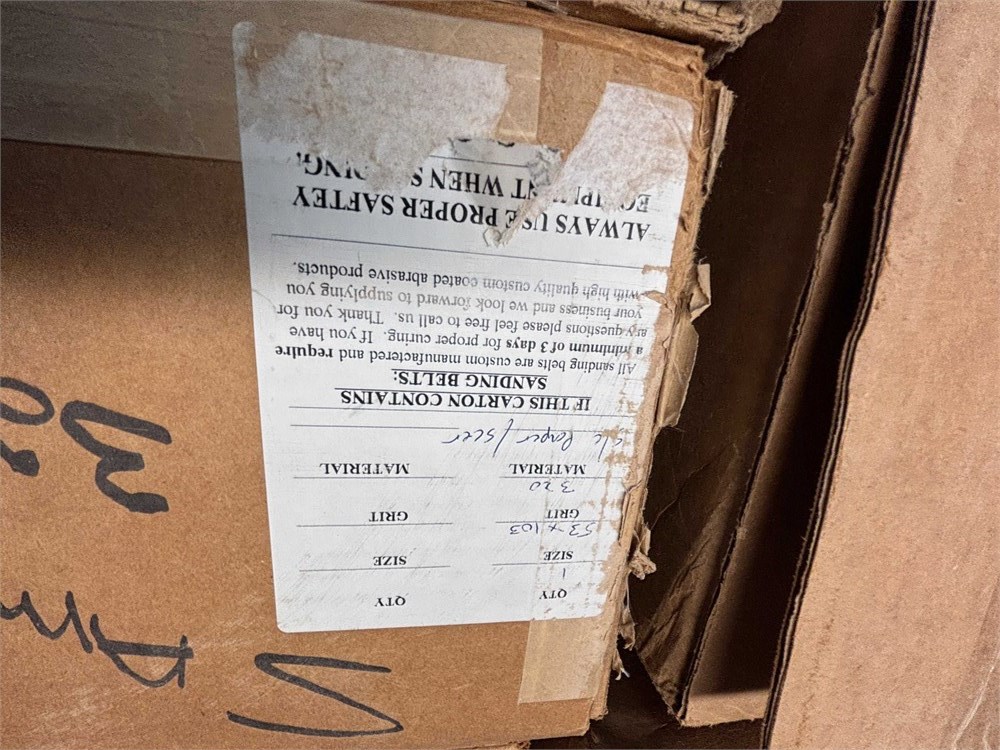 QTY QTY
1
SIZE SIZE
53 x 103
GRIT GRIT
320
MATERIAL MATERIAL
Paper
IF THIS CARTON CONTAINS
SANDING BELTS:
All sanding belts are custom manufactered and require
a minimum of 3 days for proper curing. If you have
any questions please feel free to call us. Thank you for
your business and we look forward to supplying you
with high quality custom coated abrasive products.
ALWAYS USE PROPER SAFTEY
WHEN